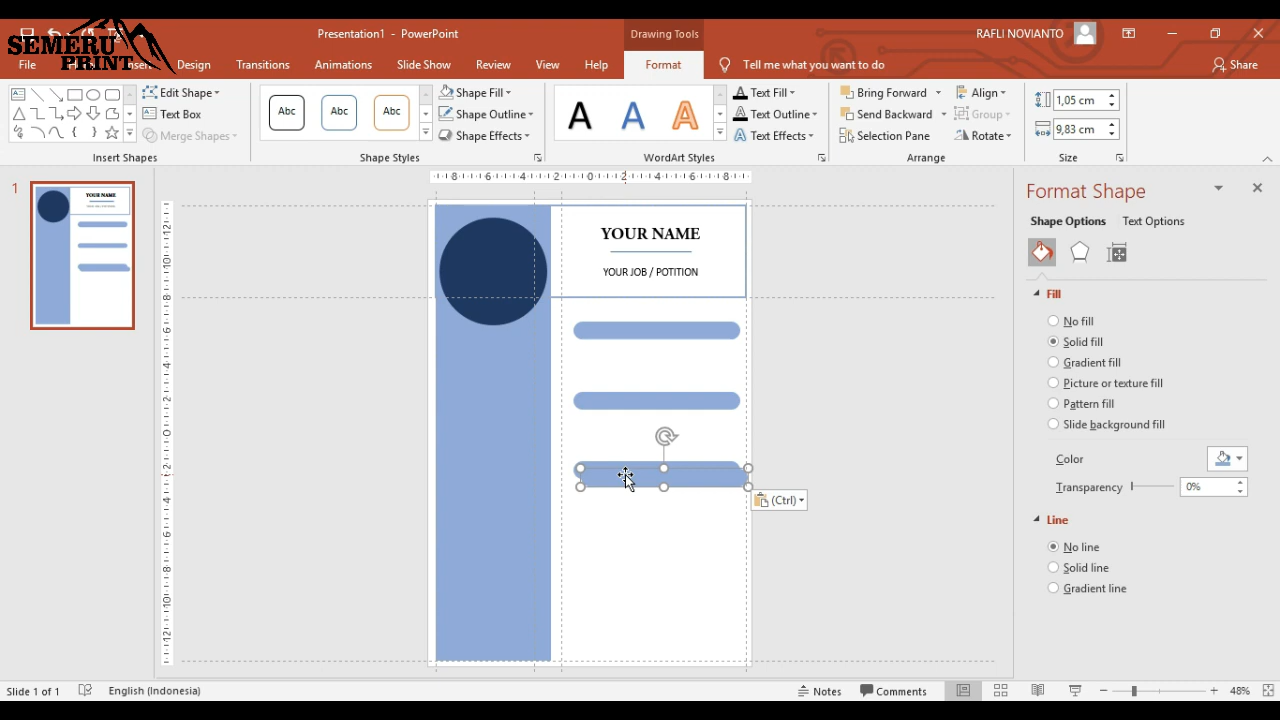 SEMERU
PRINT
Presentation1 - PowerPoint
Drawing Tools
RAFLI NOVIANTO
File
Insert
Design
Transitions
Animations
Slide Show
Review
View
Help
Format
Tell me what you want to do
Share
Edit Shape
Text Box
Merge Shapes
Insert Shapes
Abc
Abc
Abc
Shape Fill
Shape Outline
Shape Effects
Shape Styles
A
A
A
Text Fill
Text Outline
Text Effects
WordArt Styles
Bring Forward
Send Backward
Selection Pane
Align
Group
Rotate
Arrange
1,05 cm
9,83 cm
Size
1
YOUR NAME
YOUR JOB / POTITION
(Ctrl)
Format Shape
Shape Options
Text Options
Fill
No fill
Solid fill
Gradient fill
Picture or texture fill
Pattern fill
Slide background fill
Color
Transparency
0%
Line
No line
Solid line
Gradient line
Slide 1 of 1
English (Indonesia)
Notes
Comments
48%